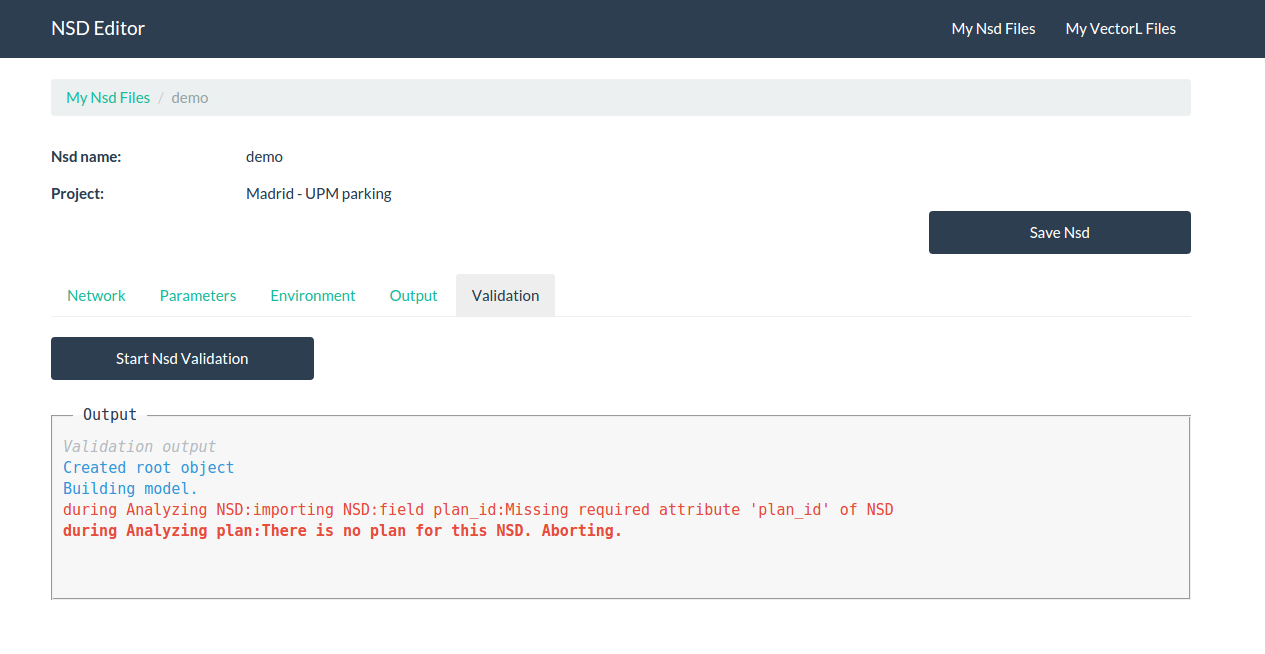 NSD Editor
My Nsd Files
My VectorL Files
My Nsd Files / demo
Nsd name: demo
Project: Madrid - UPM parking
Save Nsd
Network Parameters Environment Output Validation
Start Nsd Validation
Output
Validation output
Created root object
Building model.
during Analyzing NSD:importing NSD:field plan_id:Missing required attribute 'plan_id' of NSD
during Analyzing plan:There is no plan for this NSD. Aborting.